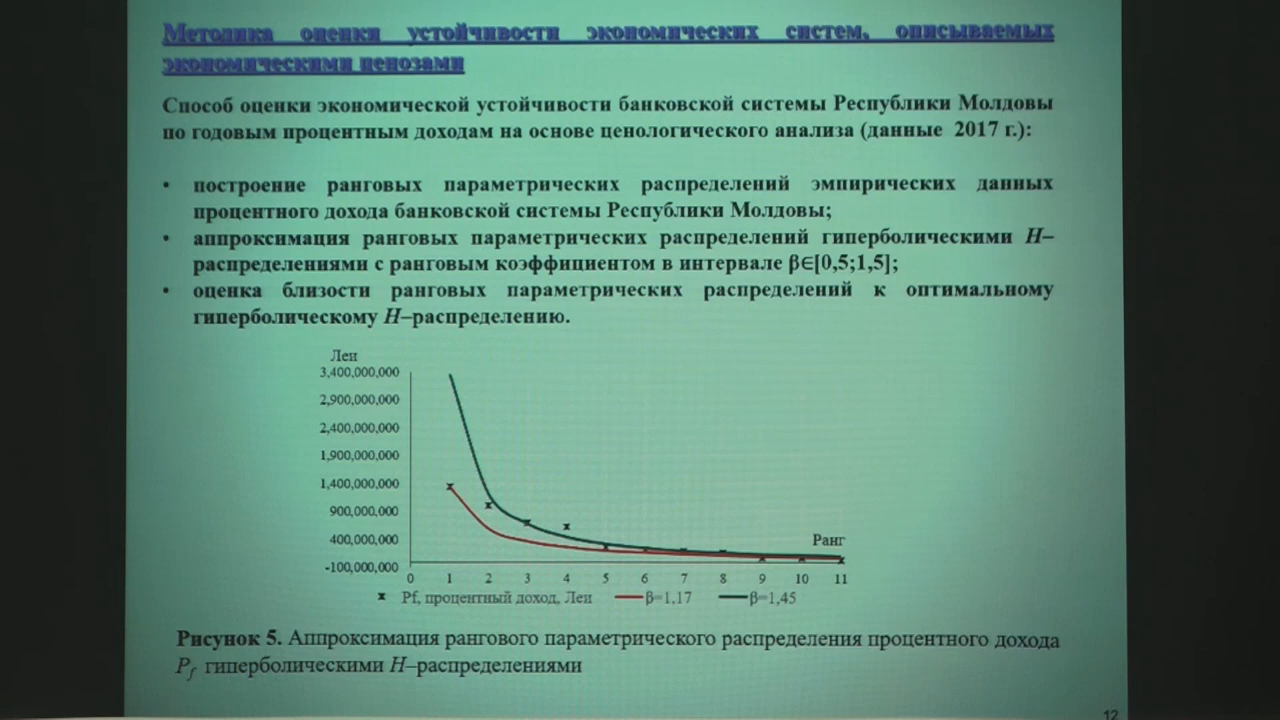 Методика оценки устойчивости экономических систем, описываемых
экономическими ценозами
Способ оценки экономической устойчивости банковской системы Республики Молдовы
по годовым процентным доходам на основе ценологического анализа (данные 2017 г.):
• построение ранговых параметрических распределений эмпирических данных
процентного дохода банковской системы Республики Молдовы;
• аппроксимация ранговых параметрических распределений гиперболическими H–
распределениями с ранговым коэффициентом в интервале β∈[0,5;1,5];
• оценка близости ранговых параметрических распределений к оптимальному
гиперболическому H–распределению.
Леи
3,400,000,000
2,900,000,000
2,400,000,000
1,900,000,000
1,400,000,000
900,000,000
400,000,000
-100,000,000
Ранг
0 1 2 3 4 5 6 7 8 9 10 11
Pf, процентный доход, Леи β=1,17 β=1,45
Рисунок 5. Аппроксимация рангового параметрического распределения процентного дохода
Pf гиперболическими H–распределениями
12